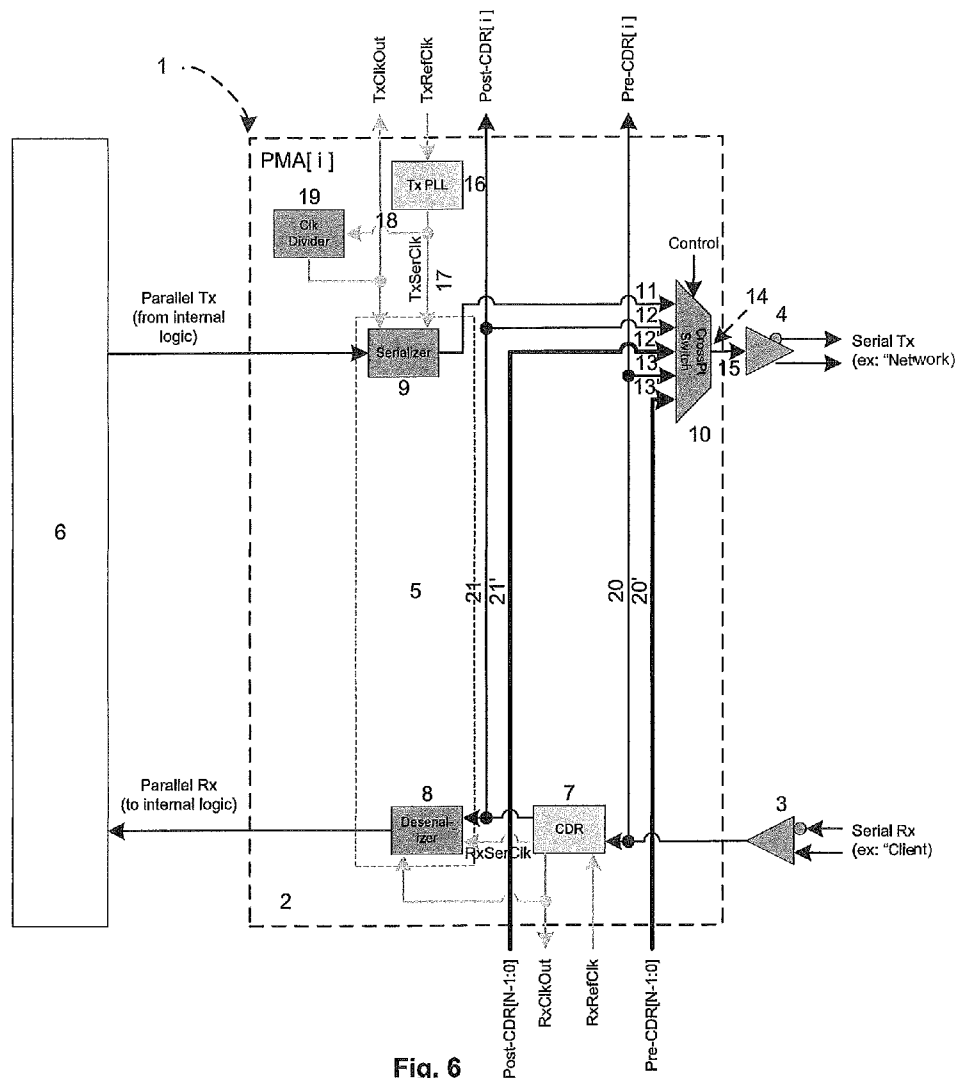 1
TxClkOut
TxRefClk
Post-CDR[ i ]
Pre-CDR[ i ]
PMA[ i ]
Tx PLL
16
19
Clk
Divider
18
TxSerClk
17
Control
Parallel Tx
(from internal
logic)
Serializer
9
11
12
12'
13
13'
CrossPt
Switch
10
14
15
4
Serial Tx
(ex: "Network)
6
5
21
21'
20
20'
Parallel Rx
(to internal logic)
8
Deserial-
izer
RxSerClk
7
CDR
3
Serial Rx
(ex: "Client)
2
Post-CDR[N-1:0]
RxClkOut
RxRefClk
Pre-CDR[N-1:0]
Fig. 6